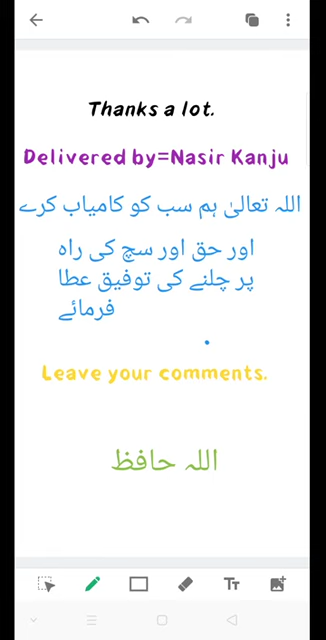 Thanks a lot.
Delivered by=Nasir Kanju
اللہ تعالیٰ ہم سب کو کامیاب کرے
اور حق اور سچ کی راہ
پر چلنے کی توفیق عطا
فرمائے
Leave your comments.
اللہ حافظ
TT